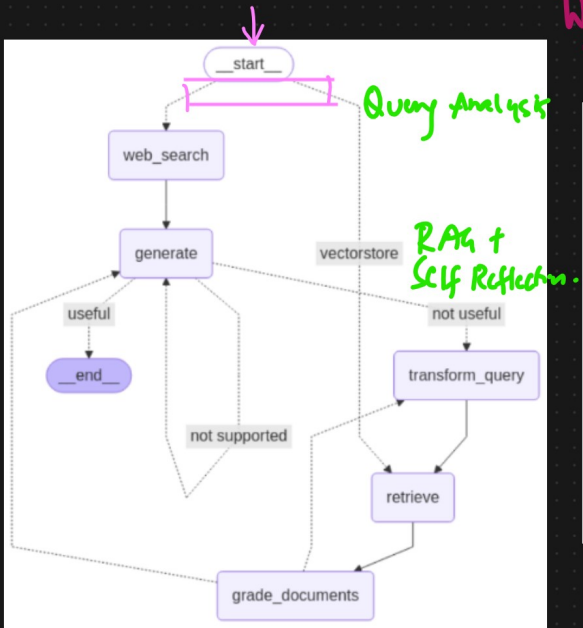 __start__
Query Analysis
web_search
generate
vectorstore
RAG +
Self Reflection.
useful
not useful
__end__
transform_query
not supported
retrieve
grade_documents